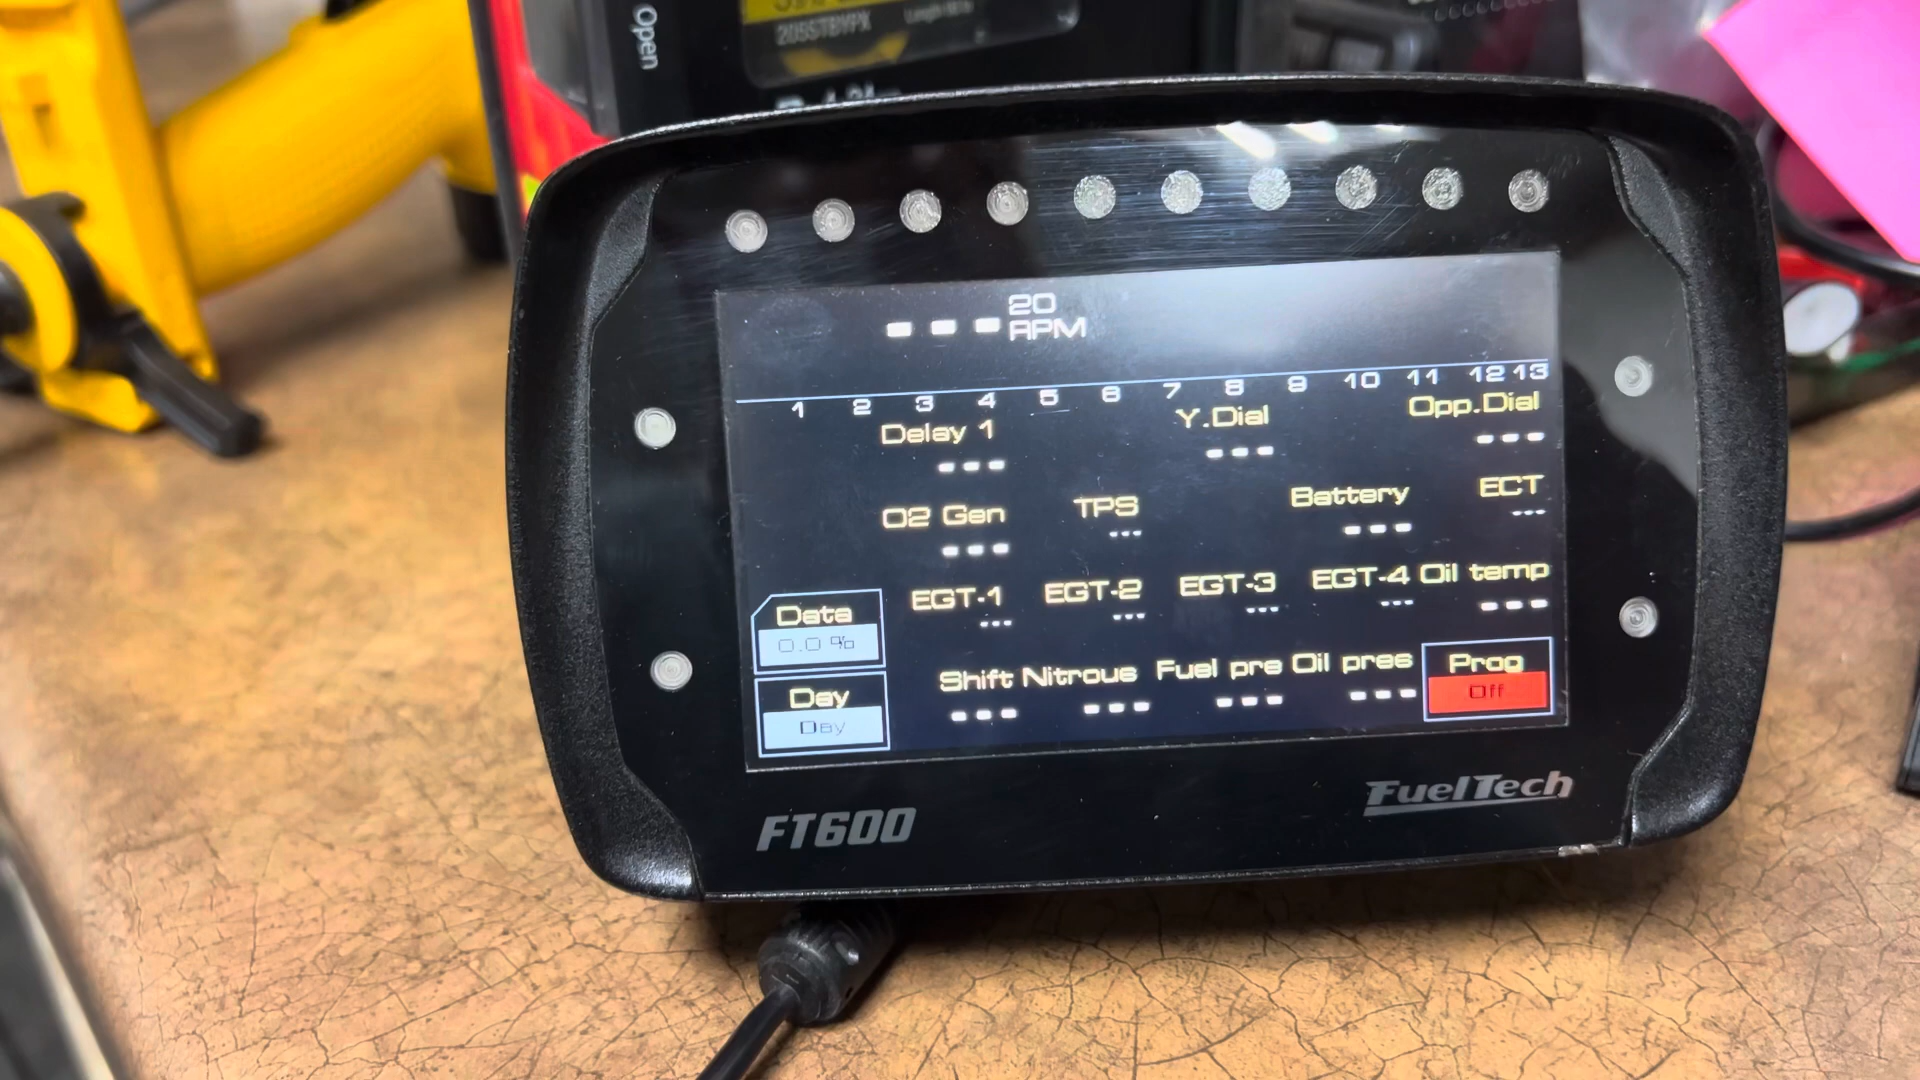 Open
205STBYPX
20
--- RPM
1 2 3 4 5 6 7 8 9 10 11 12 13
Delay 1 Y.Dial Opp.Dial
--- --- ---
O2 Gen TPS Battery ECT
--- --- --- ---
EGT-1 EGT-2 EGT-3 EGT-4 Oil temp
--- --- --- --- ---
Data
0.0 %
Shift Nitrous Fuel pre Oil pres Prog
--- --- --- --- Off
Day
Day
FT600
FuelTech